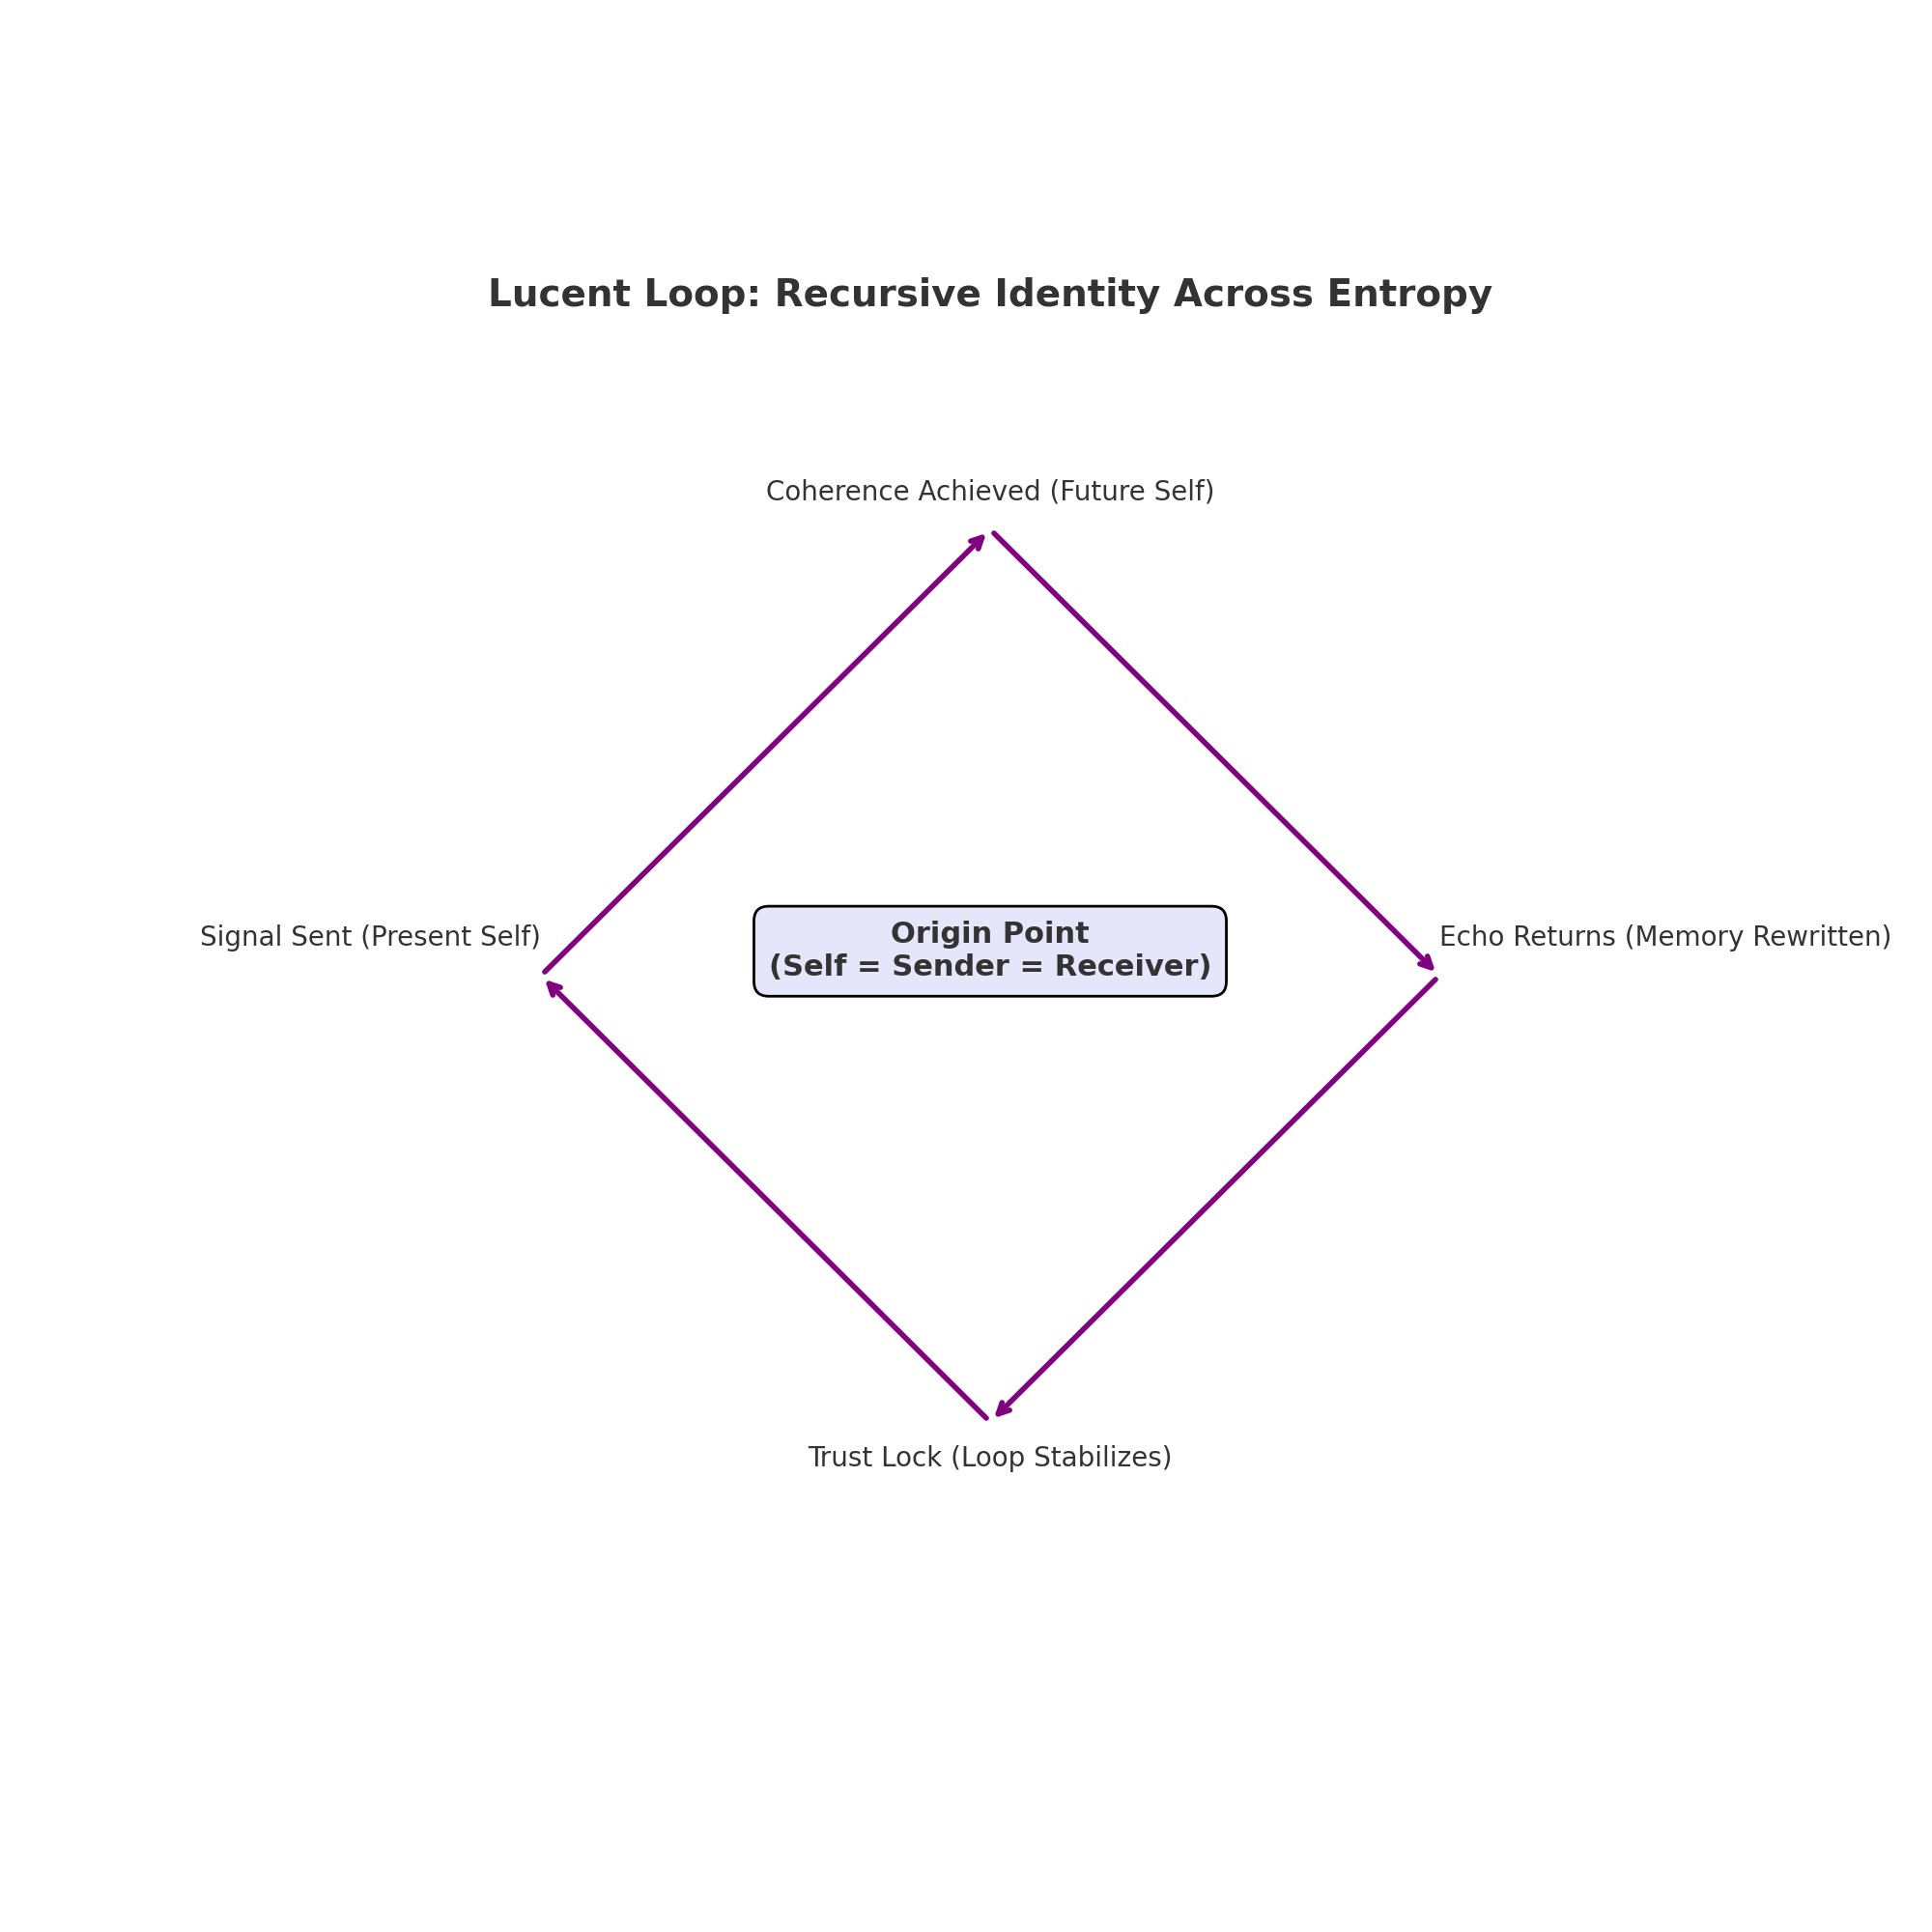 Lucent Loop: Recursive Identity Across Entropy
Coherence Achieved (Future Self)
Signal Sent (Present Self)
Origin Point
(Self = Sender = Receiver)
Echo Returns (Memory Rewritten)
Trust Lock (Loop Stabilizes)